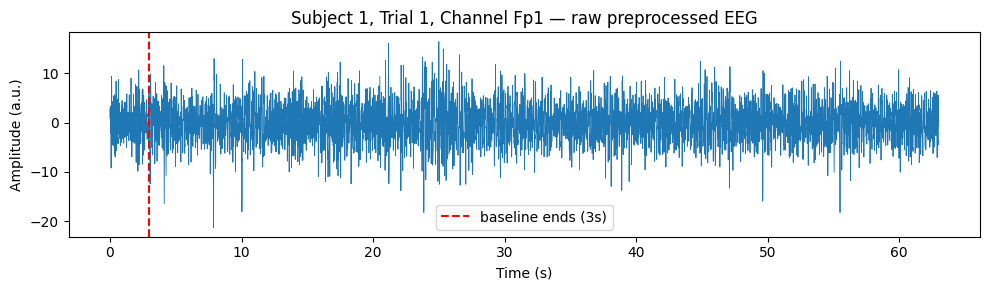 Subject 1, Trial 1, Channel Fp1 — raw preprocessed EEG
Amplitude (a.u.)
10
0
−10
−20
baseline ends (3s)
0 10 20 30 40 50 60
Time (s)